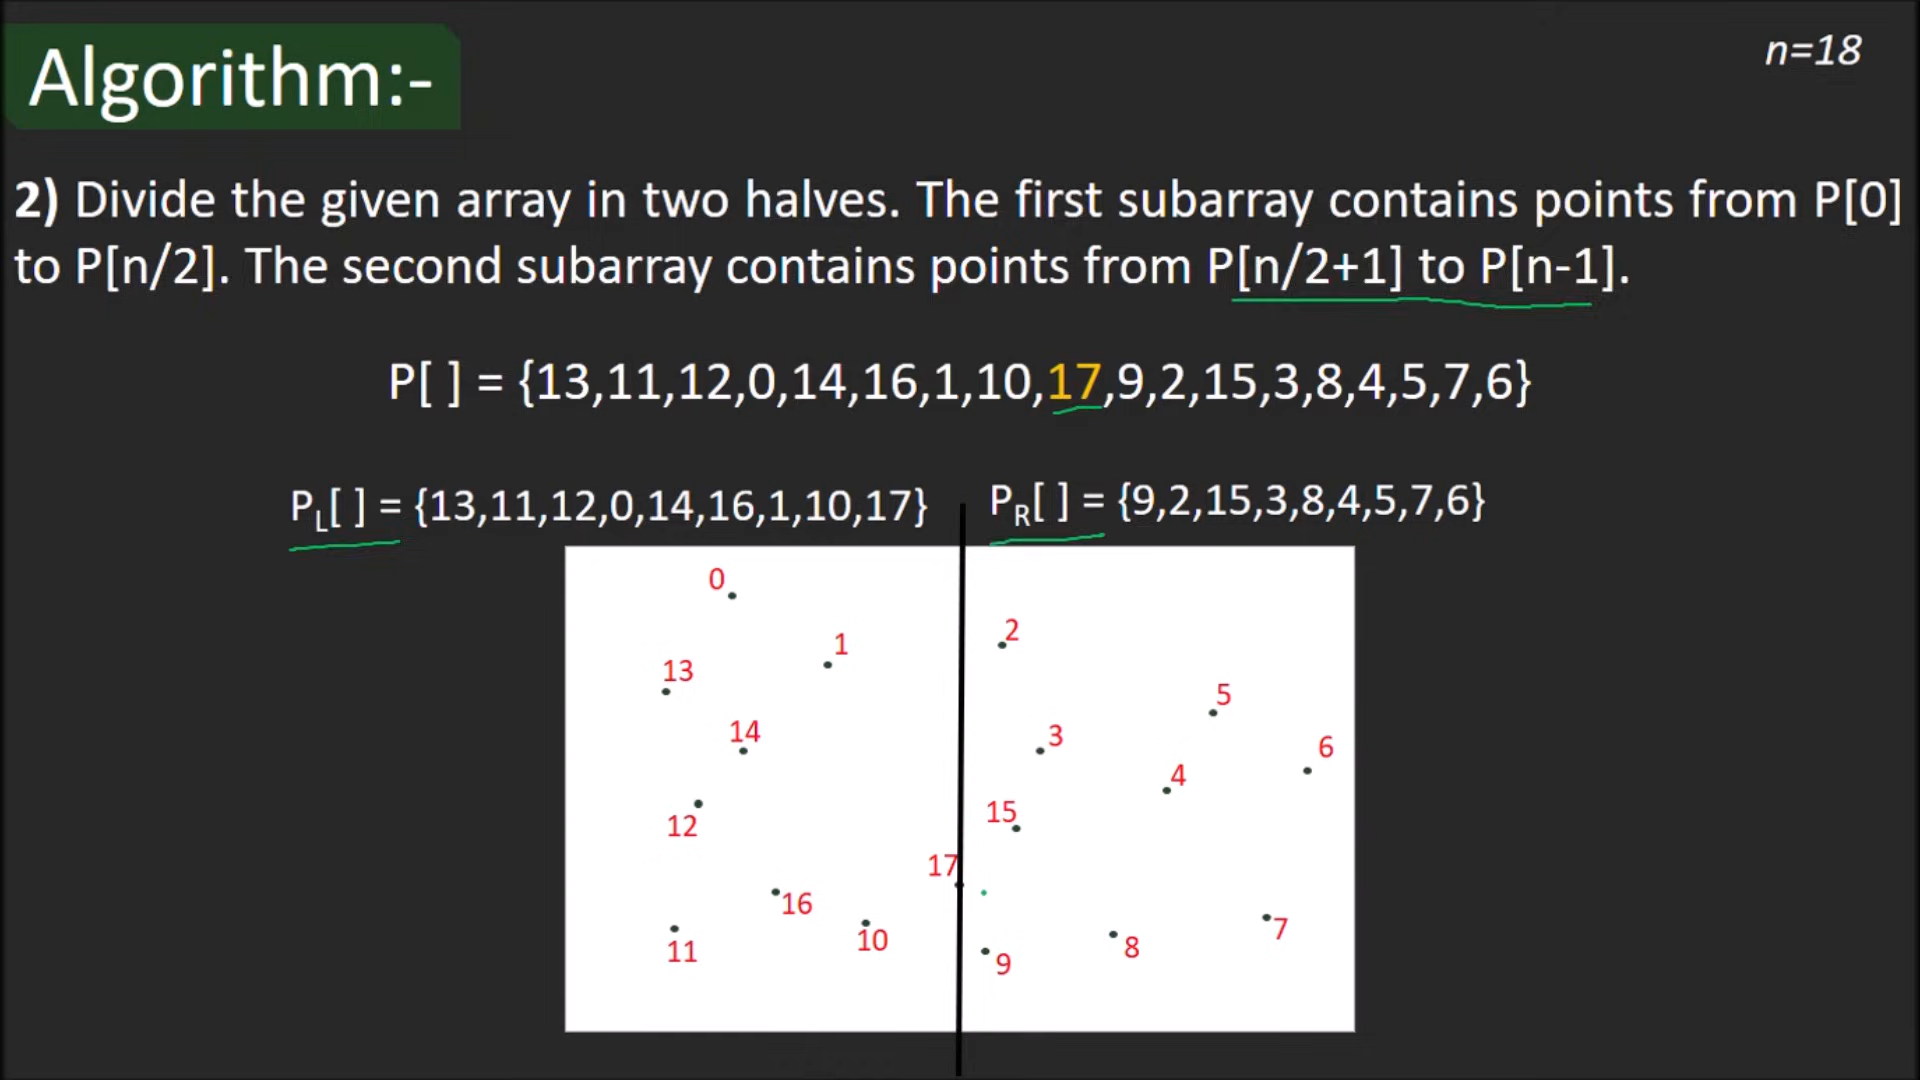 Algorithm:-
n=18
2) Divide the given array in two halves. The first subarray contains points from P[0]
to P[n/2]. The second subarray contains points from P[n/2+1] to P[n-1].
P[ ] = {13,11,12,0,14,16,1,10,17,9,2,15,3,8,4,5,7,6}
PL[ ] = {13,11,12,0,14,16,1,10,17}
PR[ ] = {9,2,15,3,8,4,5,7,6}
0
2
1
13
5
14
3
6
4
15
12
17
16
7
10
8
11
9